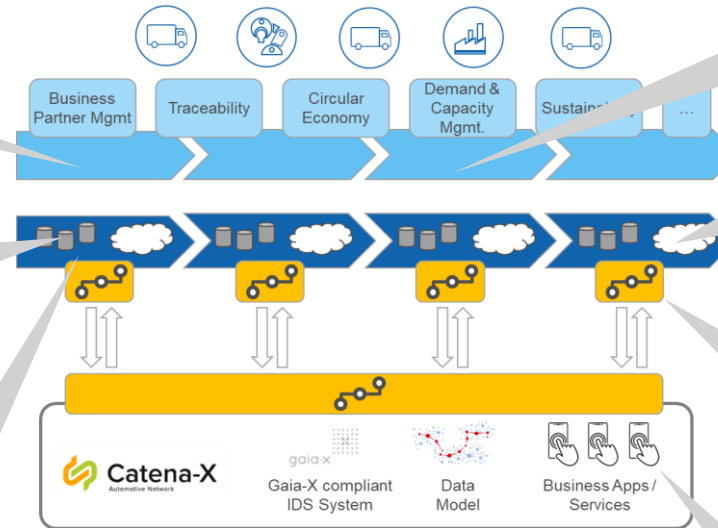 Business
Partner Mgmt
Traceability
Circular
Economy
Demand &
Capacity
Mgmt.
Sustainability
...
Catena-X
Automotive Network
gaia-x
Gaia-X compliant
IDS System
Data
Model
Business Apps /
Services